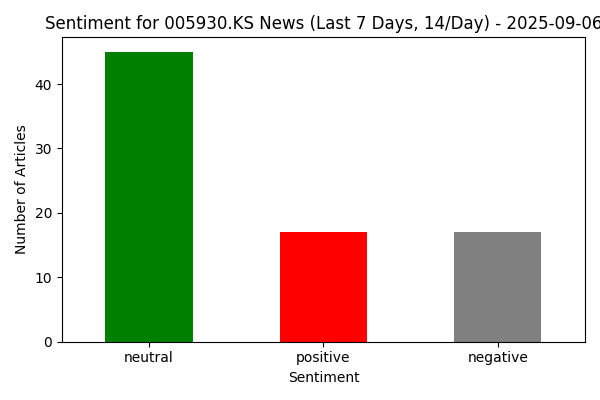 Sentiment for 005930.KS News (Last 7 Days, 14/Day) - 2025-09-06
Number of Articles
40
30
20
10
0
neutral positive negative
Sentiment